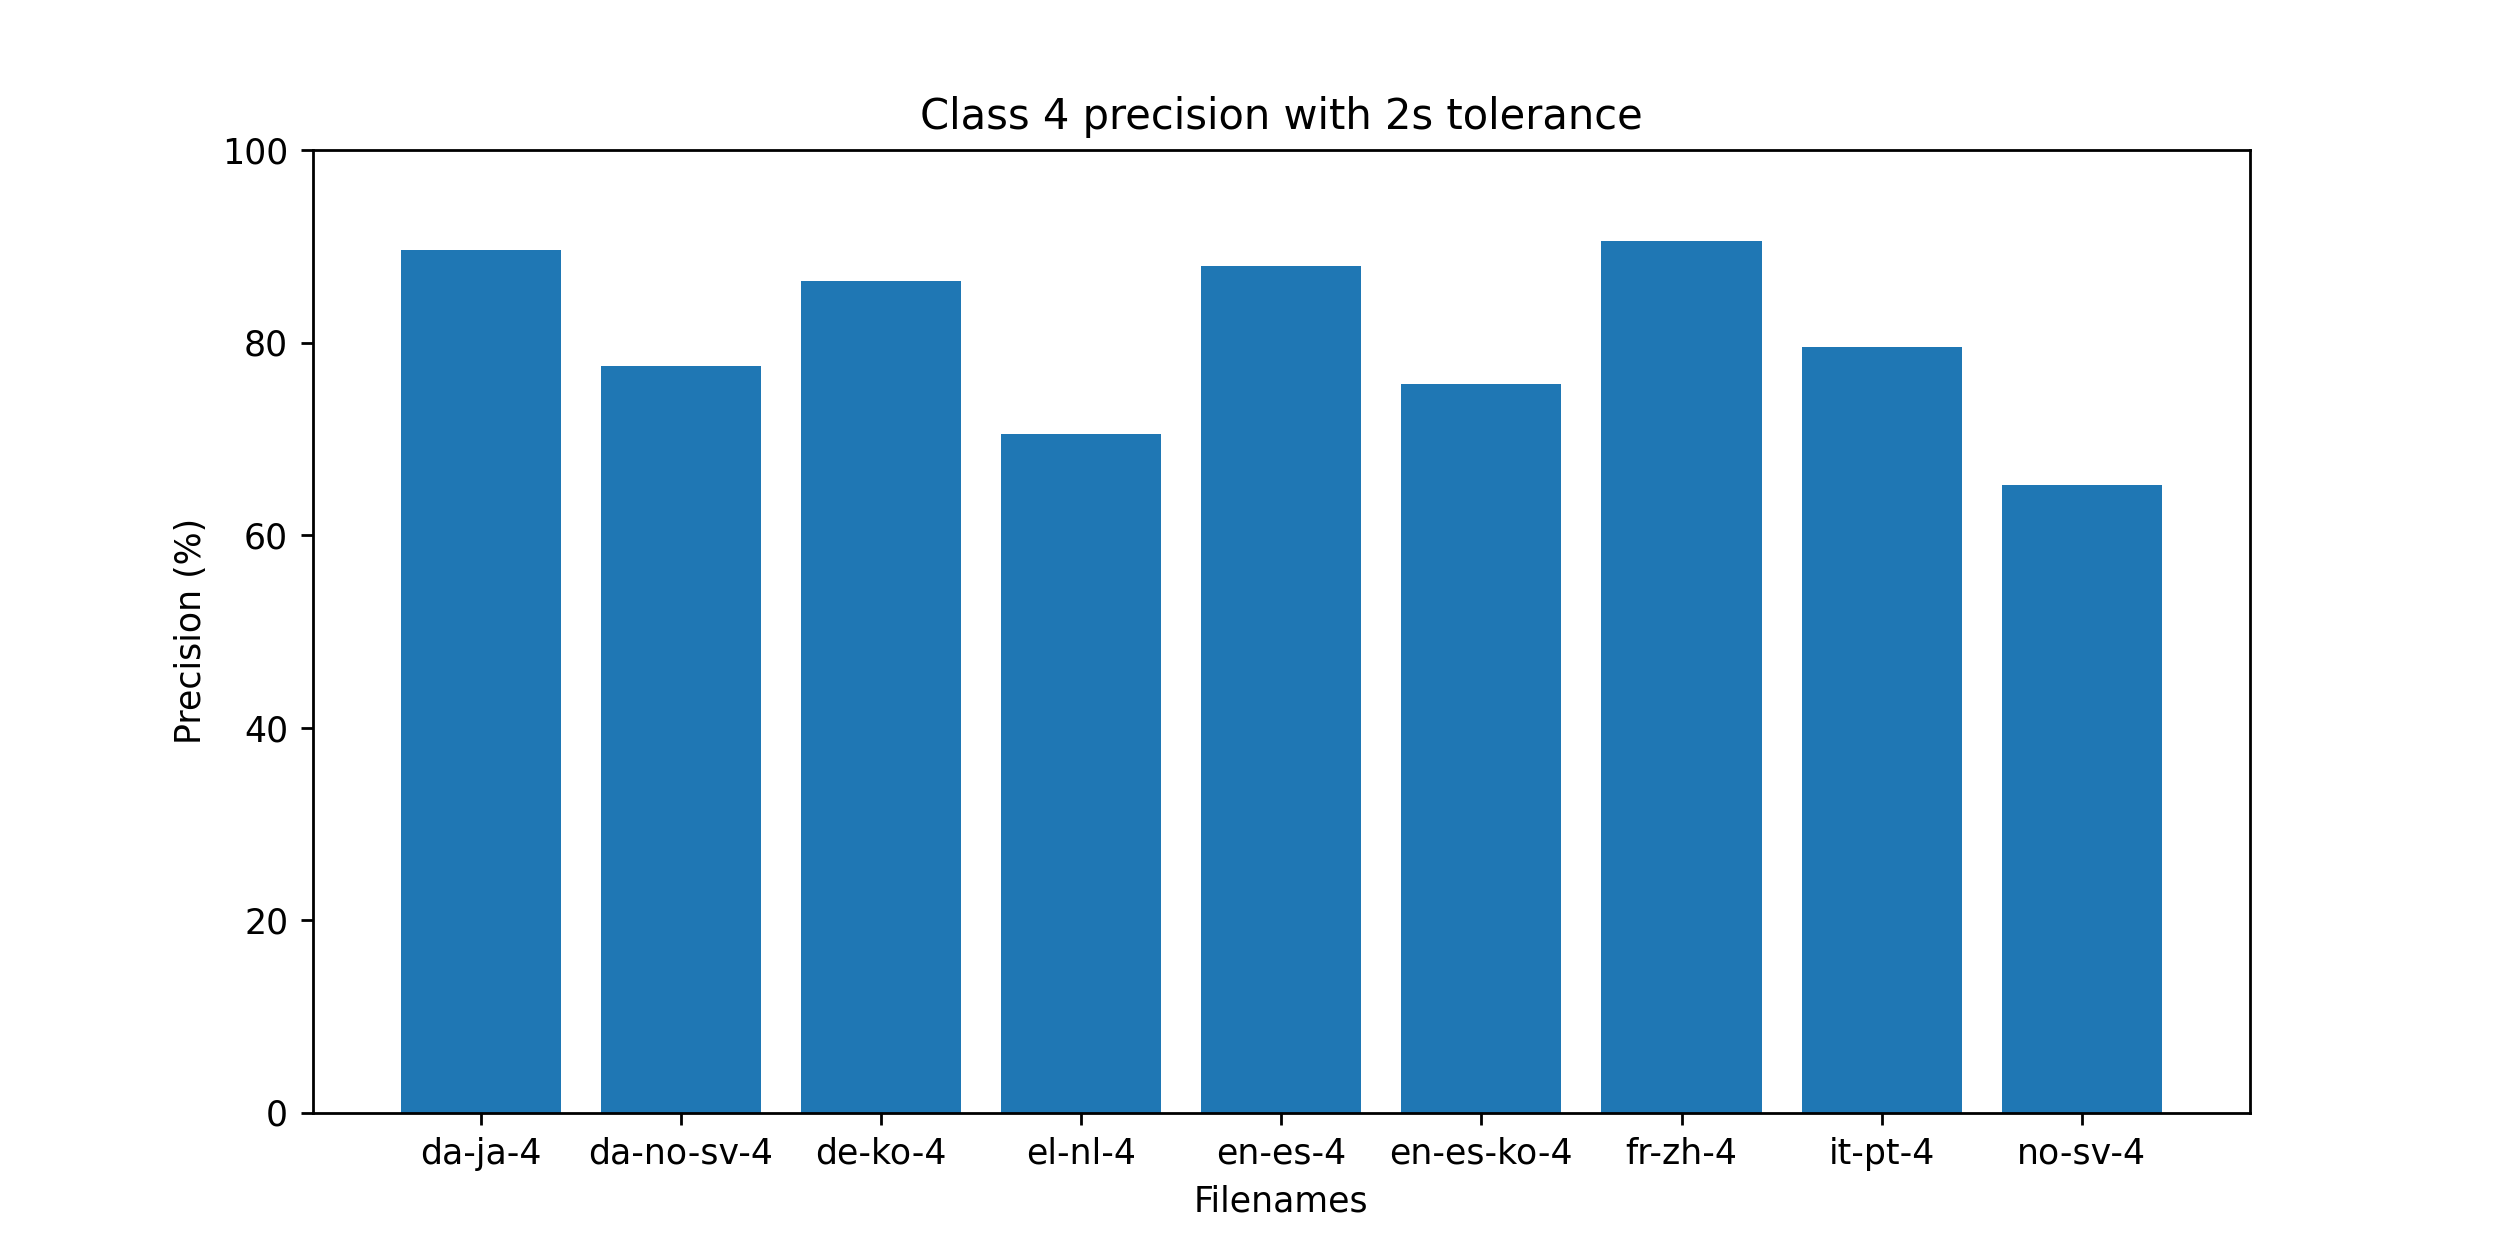 Class 4 precision with 2s tolerance
100
80
60
40
20
0
Precision (%)
da-ja-4 da-no-sv-4 de-ko-4 el-nl-4 en-es-4 en-es-ko-4 fr-zh-4 it-pt-4 no-sv-4
Filenames